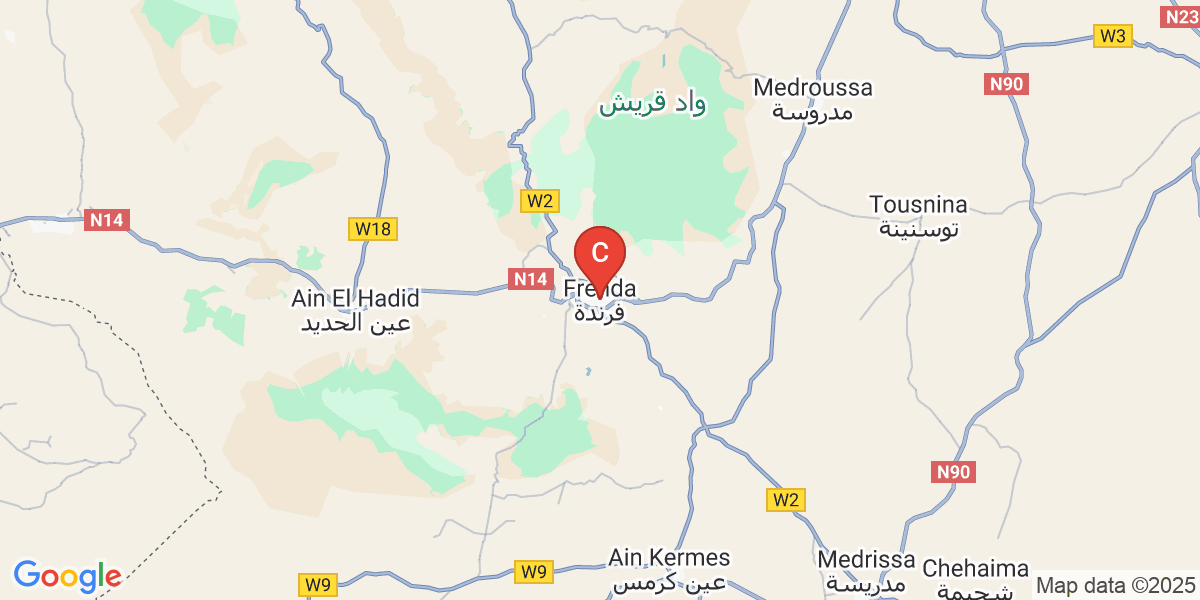 N23
W3
N90
Medroussa
مدروسة
واد قريش
W2
Tousnina
توسنينة
N14
W18
C
N14
Frenda
فرندة
Ain El Hadid
عين الحديد
N90
W2
Ain Kermes
عين كرمس
Medrissa
مدريسة
Chehaima
شحيمة
W9
W9
Google
Map data ©2025